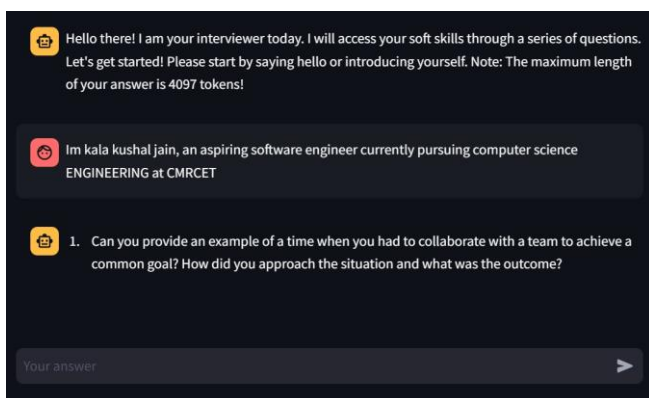 Hello there! I am your interviewer today. I will access your soft skills through a series of questions.
Let's get started! Please start by saying hello or introducing yourself. Note: The maximum length
of your answer is 4097 tokens!
Im kala kushal jain, an aspiring software engineer currently pursuing computer science
ENGINEERING at CMRCET
1. Can you provide an example of a time when you had to collaborate with a team to achieve a
common goal? How did you approach the situation and what was the outcome?
Your answer